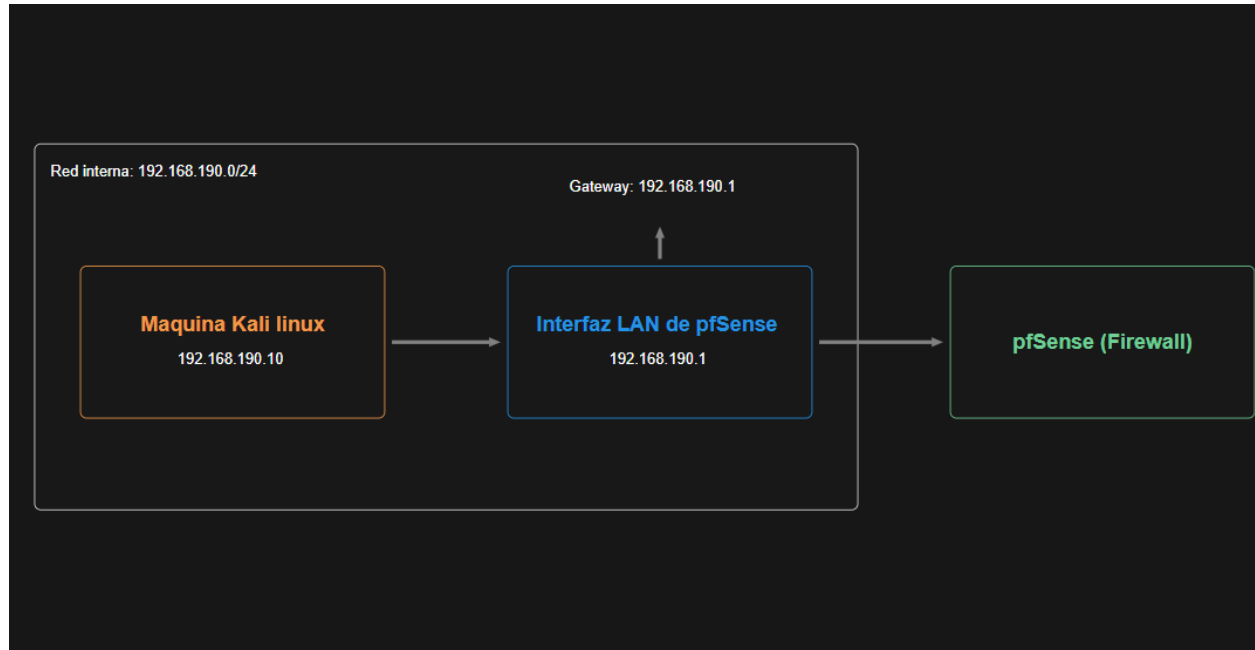 Red interna: 192.168.190.0/24
Gateway: 192.168.190.1
Maquina Kali linux
192.168.190.10
Interfaz LAN de pfSense
192.168.190.1
pfSense (Firewall)